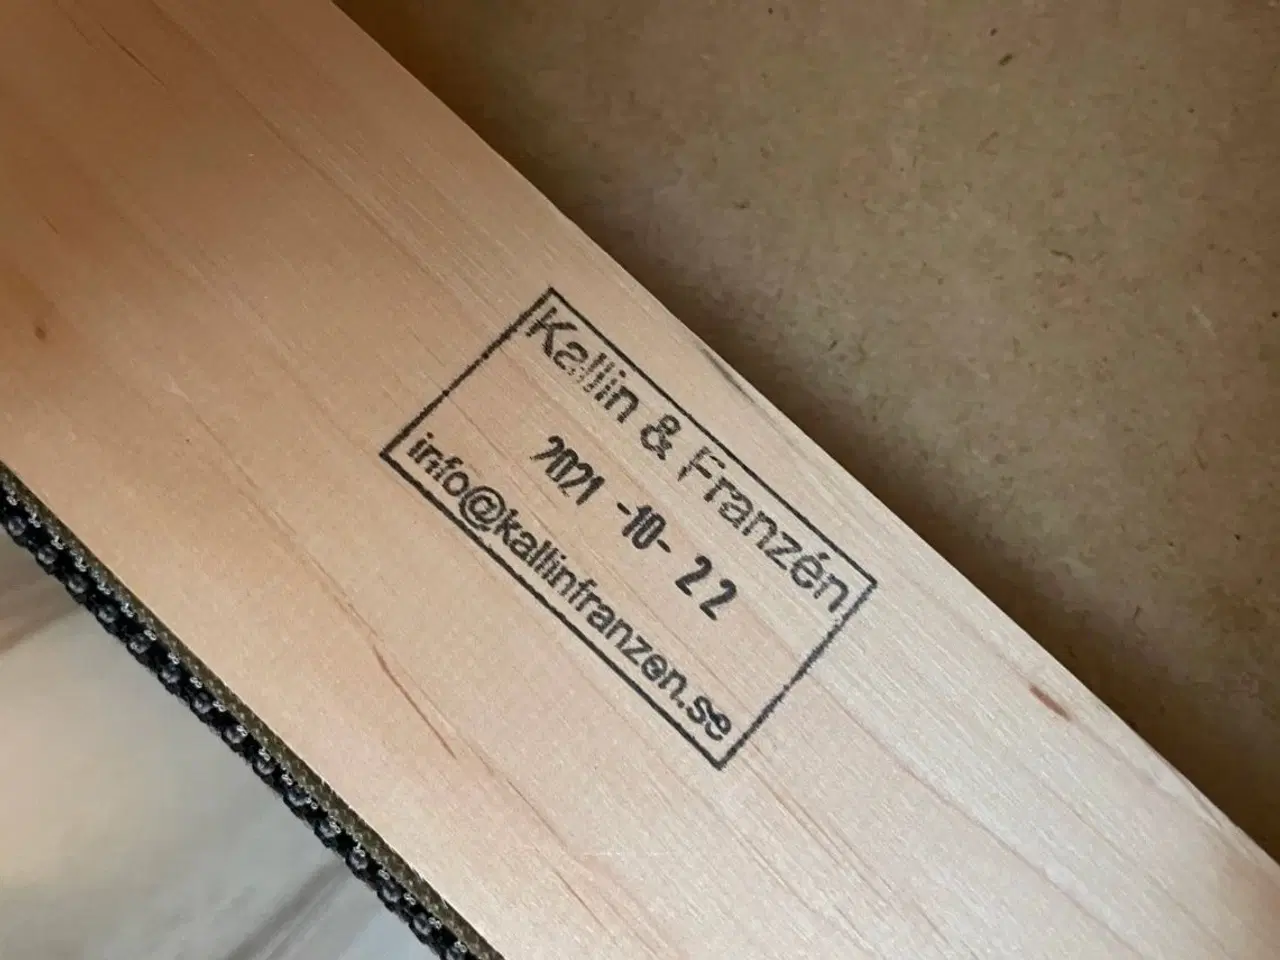 Kallin & Franzén
2021 -10- 22
info@kallinfranzen.se